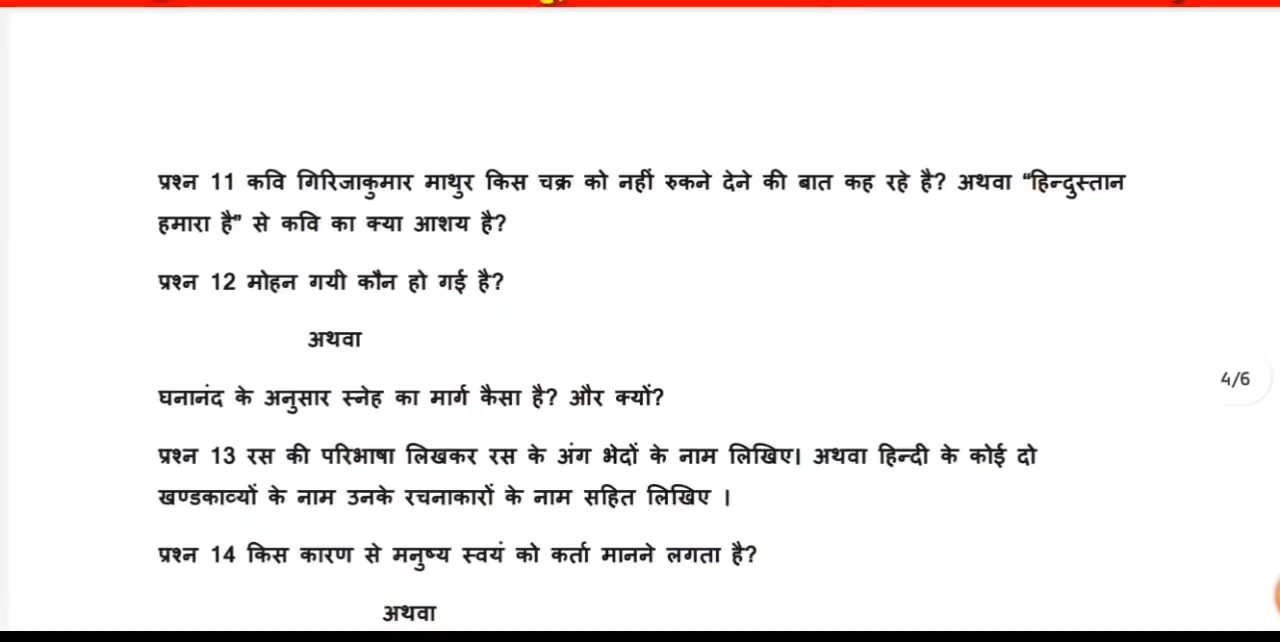 प्रश्न 11 कवि गिरिजाकुमार माथुर किस चक्र को नहीं रुकने देने की बात कह रहे है? अथवा “हिन्दुस्तान
हमारा है” से कवि का क्या आशय है?
प्रश्न 12 मोहन गयी कौन हो गई है?
अथवा
घनानंद के अनुसार स्नेह का मार्ग कैसा है? और क्यों?
4/6
प्रश्न 13 रस की परिभाषा लिखकर रस के अंग भेदों के नाम लिखिए। अथवा हिन्दी के कोई दो
खण्डकाव्यों के नाम उनके रचनाकारों के नाम सहित लिखिए ।
प्रश्न 14 किस कारण से मनुष्य स्वयं को कर्ता मानने लगता है?
अथवा